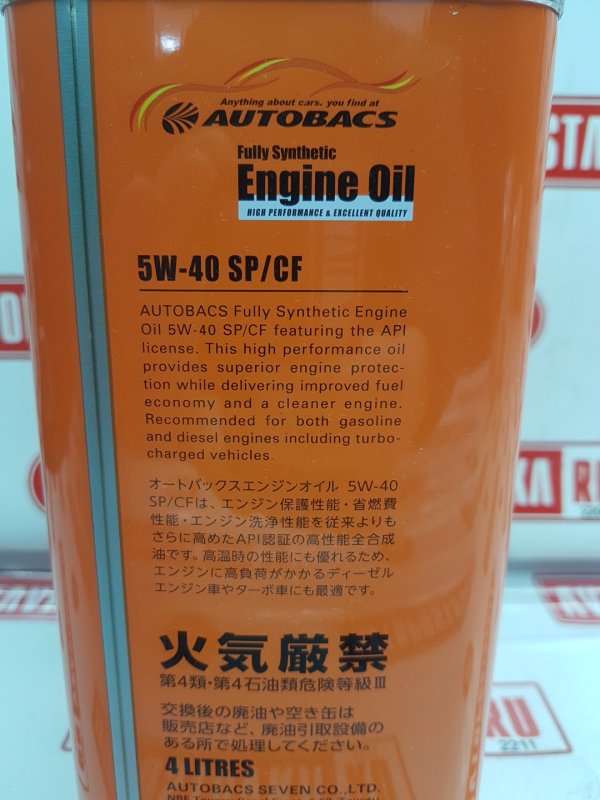 Anything about cars. you find at
AUTOBACS
Fully Synthetic
Engine Oil
HIGH PERFORMANCE & EXCELLENT QUALITY
5W-40 SP/CF
AUTOBACS Fully Synthetic Engine
Oil 5W-40 SP/CF featuring the API
license. This high performance oil
provides superior engine protec-
tion while delivering improved fuel
economy and a cleaner engine.
Recommended for both gasoline
and diesel engines including turbo-
charged vehicles.
オートバックスエンジンオイル 5W-40
SP/CFは、エンジン保護性能・省燃費
性能・エンジン洗浄性能を従来よりも
さらに高めたAPI認証の高性能全合成
油です。高温時の性能にも優れるため、
エンジンに高負荷がかかるディーゼル
エンジン車やターボ車にも最適です。
火気厳禁
第4類・第4石油類危険等級Ⅲ
交換後の廃油や空き缶は
販売店など、廃油引取設備の
ある所で処理してください。
4 LITRES
AUTOBACS SEVEN CO.,LTD.
2211